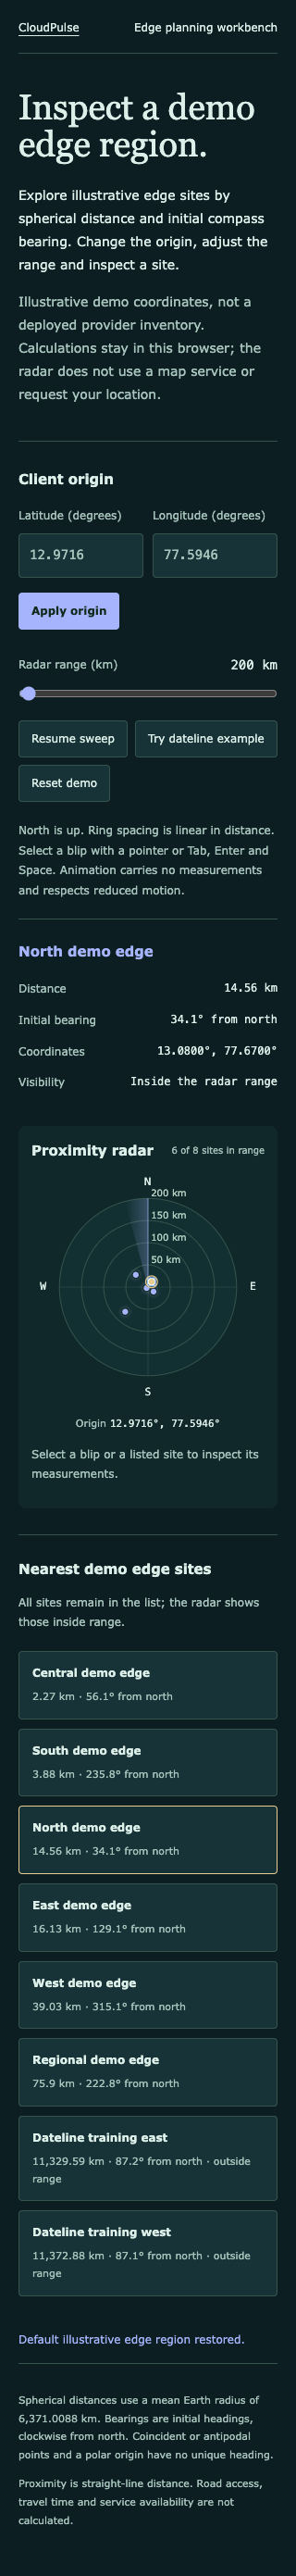 CloudPulse
Edge planning workbench
Inspect a demo
edge region.
Explore illustrative edge sites by
spherical distance and initial compass
bearing. Change the origin, adjust the
range and inspect a site.
Illustrative demo coordinates, not a
deployed provider inventory.
Calculations stay in this browser; the
radar does not use a map service or
request your location.
Client origin
Latitude (degrees)
Longitude (degrees)
12.9716
77.5946
Apply origin
Radar range (km)
200 km
Resume sweep
Try dateline example
Reset demo
North is up. Ring spacing is linear in distance.
Select a blip with a pointer or Tab, Enter and
Space. Animation carries no measurements
and respects reduced motion.
North demo edge
Distance
14.56 km
Initial bearing
34.1° from north
Coordinates
13.0800°, 77.6700°
Visibility
Inside the radar range
Proximity radar
6 of 8 sites in range
N
200 km
150 km
100 km
50 km
W
E
S
Origin 12.9716°, 77.5946°
Select a blip or a listed site to inspect its
measurements.
Nearest demo edge sites
All sites remain in the list; the radar shows
those inside range.
Central demo edge
2.27 km · 56.1° from north
South demo edge
3.88 km · 235.8° from north
North demo edge
14.56 km · 34.1° from north
East demo edge
16.13 km · 129.1° from north
West demo edge
39.03 km · 315.1° from north
Regional demo edge
75.9 km · 222.8° from north
Dateline training east
11,329.59 km · 87.2° from north · outside
range
Dateline training west
11,372.88 km · 87.1° from north · outside
range
Default illustrative edge region restored.
Spherical distances use a mean Earth radius of
6,371.0088 km. Bearings are initial headings,
clockwise from north. Coincident or antipodal
points and a polar origin have no unique heading.
Proximity is straight-line distance. Road access,
travel time and service availability are not
calculated.